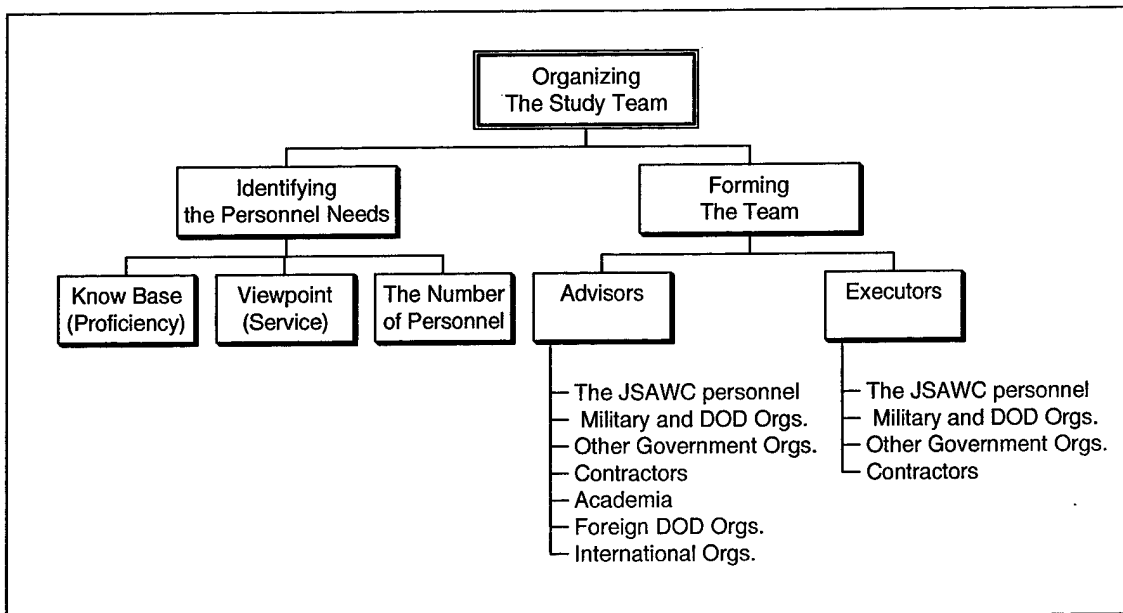 Organizing
The Study Team
Identifying
the Personnel Needs
Forming
The Team
Know Base
(Proficiency)
Viewpoint
(Service)
The Number
of Personnel
Advisors
Executors
The JSAWC personnel
Military and DOD Orgs.
Other Government Orgs.
Contractors
Academia
Foreign DOD Orgs.
International Orgs.
The JSAWC personnel
Military and DOD Orgs.
Other Government Orgs.
Contractors